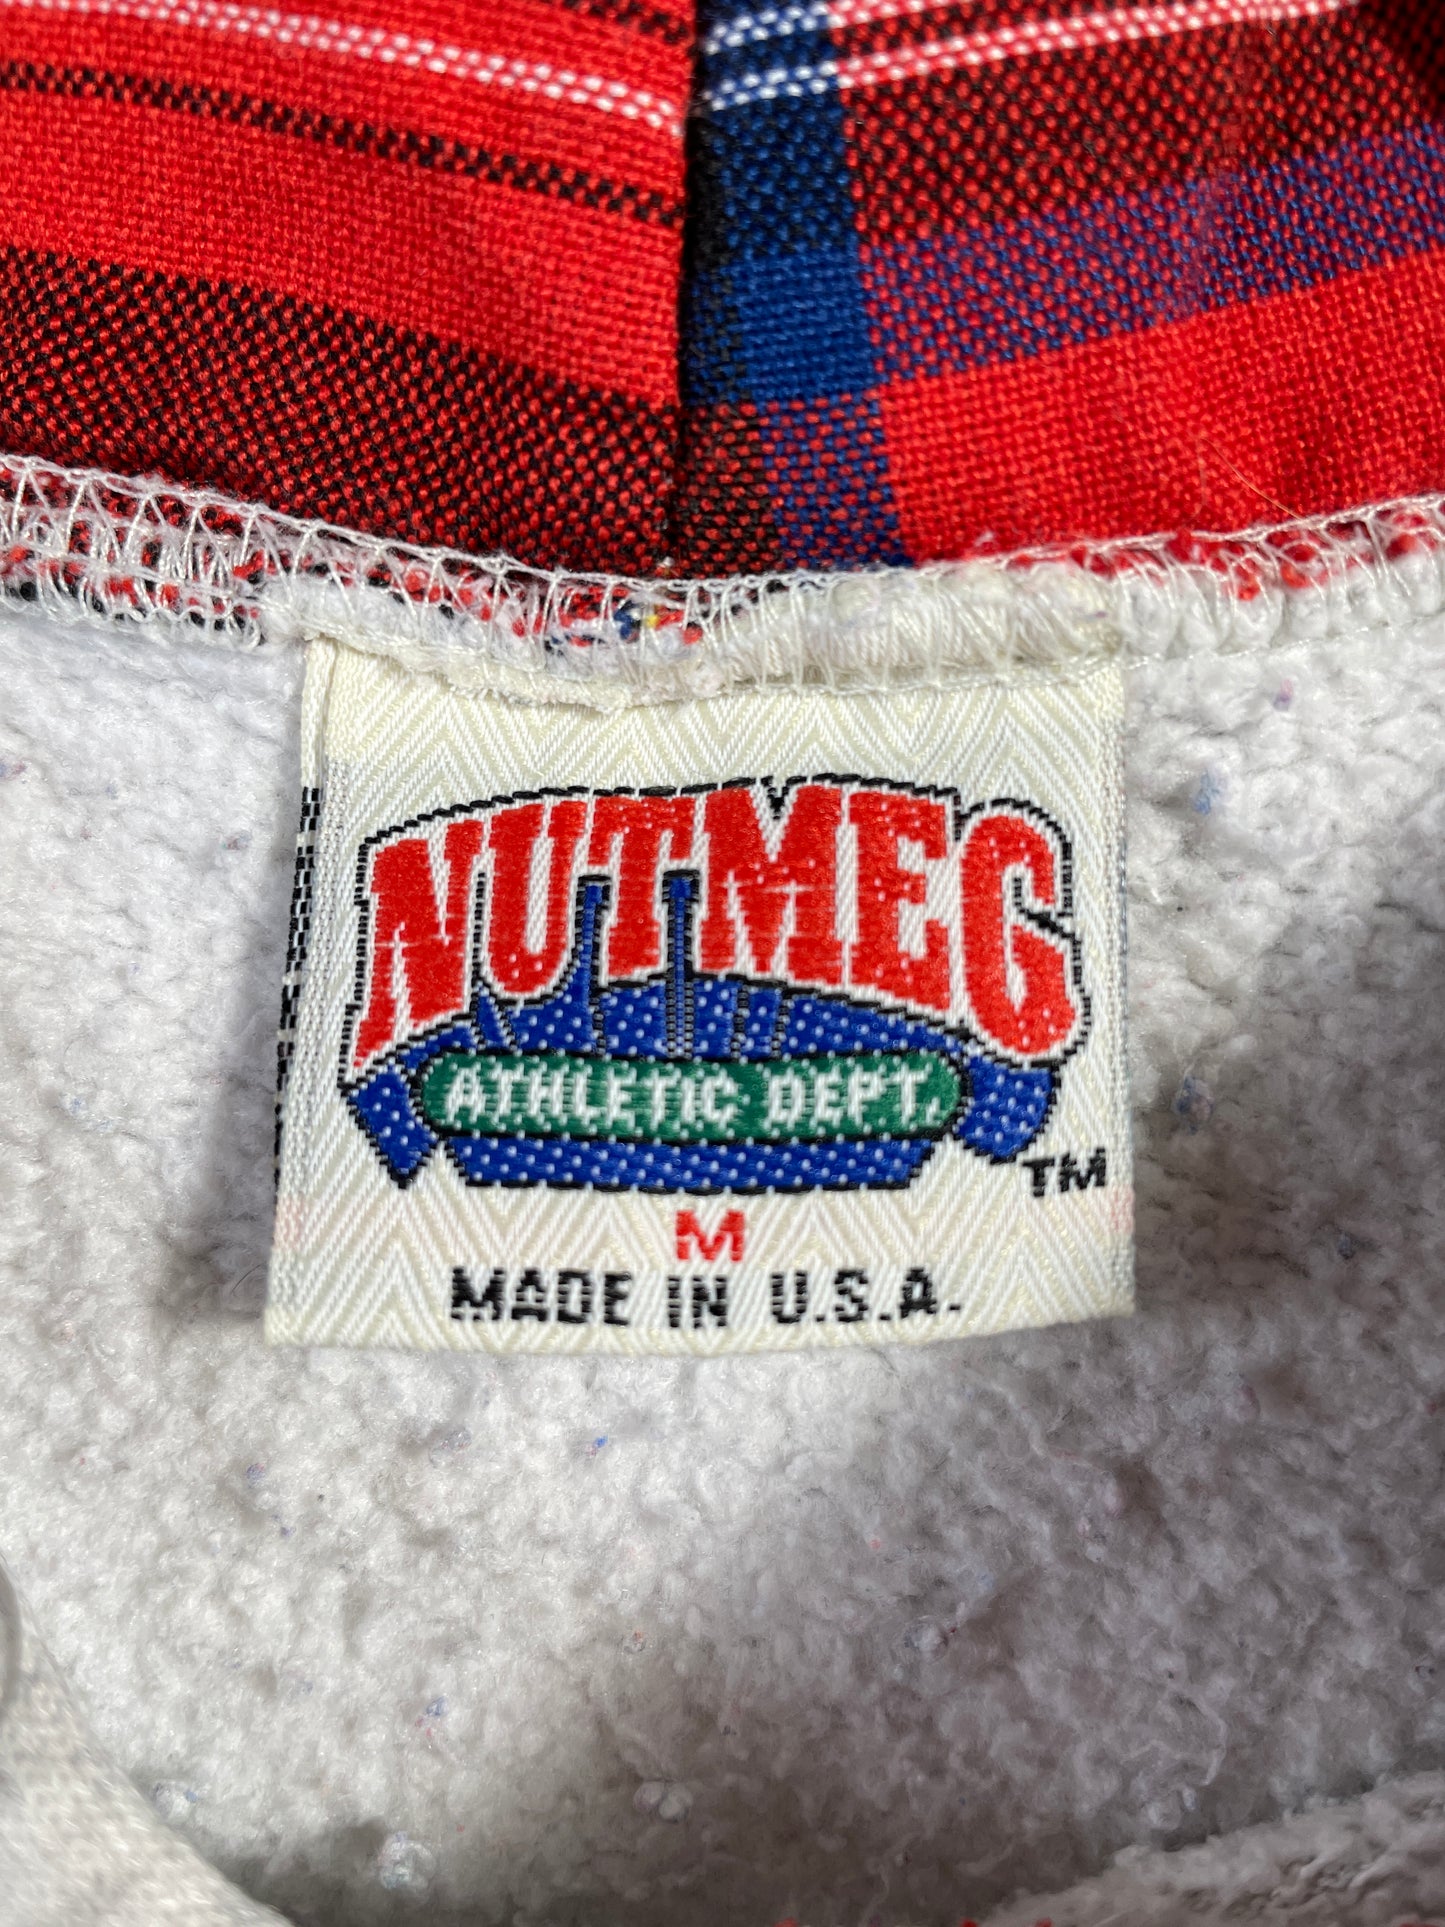 NUTMEG
ATHLETIC DEPT.
TM
M
MADE IN U.S.A.